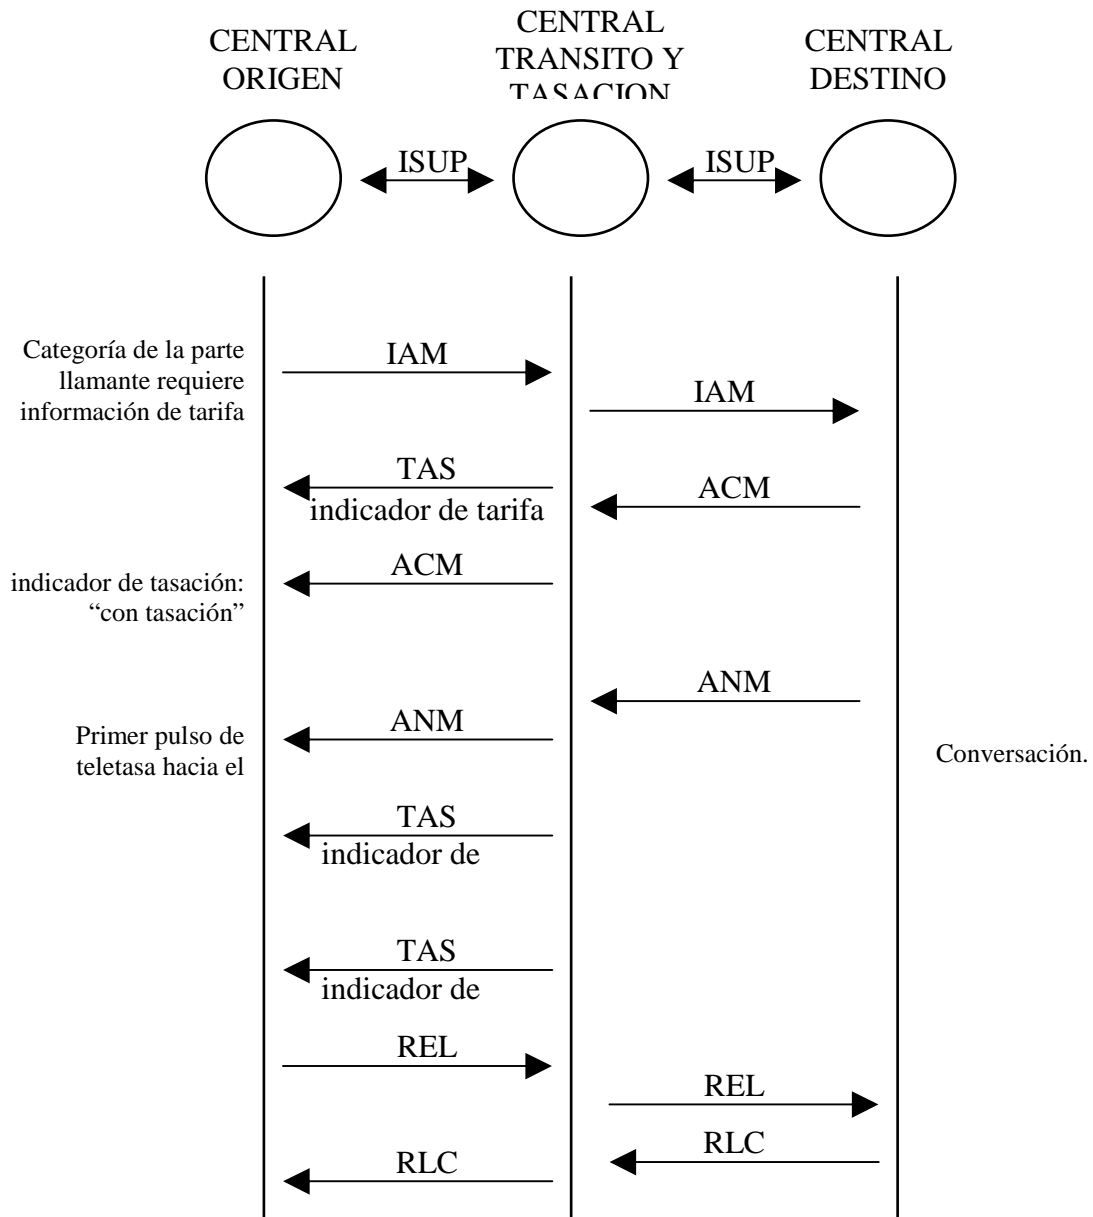 CENTRAL
ORIGEN
CENTRAL
TRANSITO Y
TASACION
CENTRAL
DESTINO
ISUP
ISUP
Categoría de la parte
llamante requiere
información de tarifa
IAM
IAM
TAS
indicador de tarifa
ACM
indicador de tasación:
“con tasación”
ACM
ANM
Primer pulso de
teletasa hacia el
ANM
Conversación.
TAS
indicador de
TAS
indicador de
REL
REL
RLC
RLC